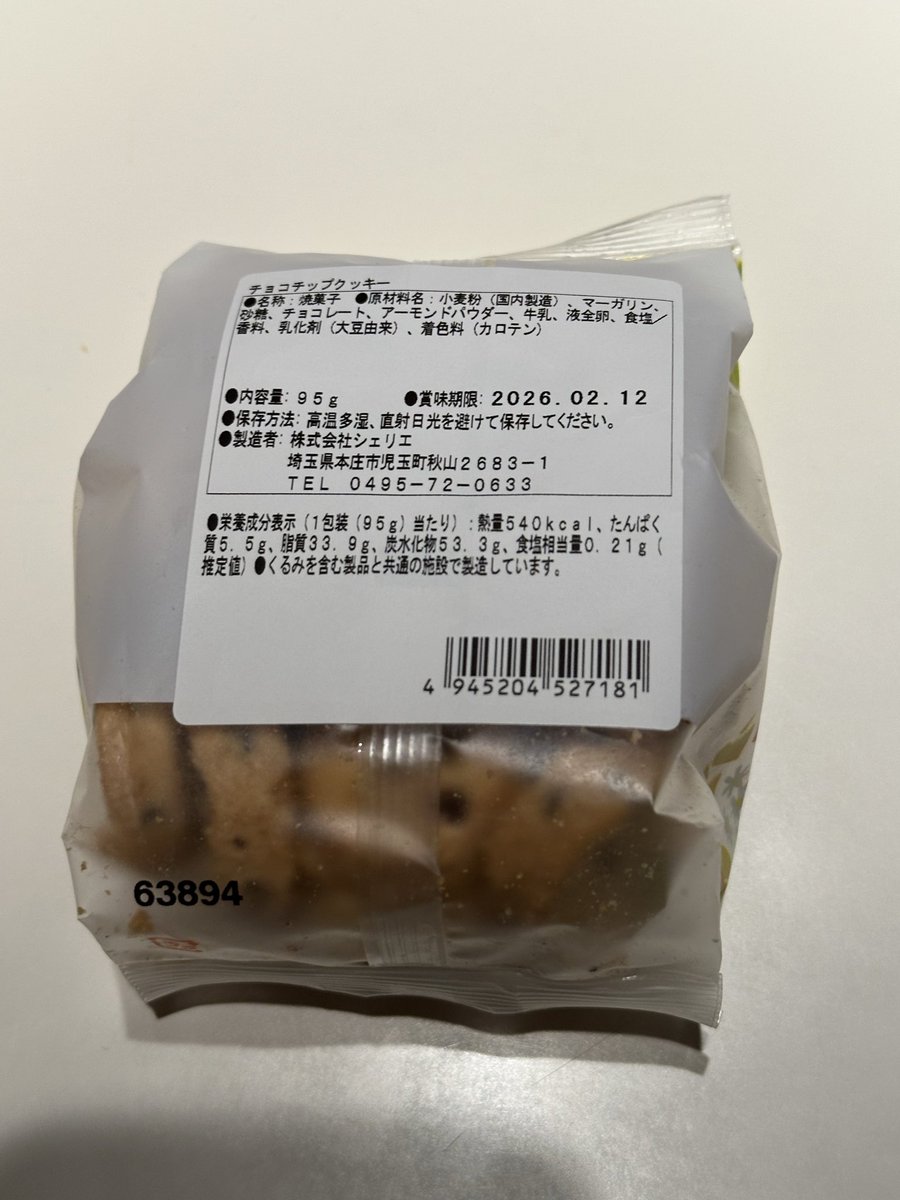 チョコチップクッキー
●名称：焼菓子　●原材料名：小麦粉（国内製造）、マーガリン、
砂糖、チョコレート、アーモンドパウダー、牛乳、液全卵、食塩／
香料、乳化剤（大豆由来）、着色料（カロテン）
●内容量：９５ｇ　●賞味期限：2026.02.12
●保存方法：高温多湿、直射日光を避けて保存してください。
●製造者：株式会社シェリエ
埼玉県本庄市児玉町秋山２６８３－１
ＴＥＬ　０４９５－７２－０６３３
●栄養成分表示（１包装（９５ｇ）当たり）：熱量５４０ｋｃａｌ、たんぱく
質５．５ｇ、脂質３３．９ｇ、炭水化物５３．３ｇ、食塩相当量０．２１ｇ（
推定値）●くるみを含む製品と共通の施設で製造しています。
4 945204 527181
63894